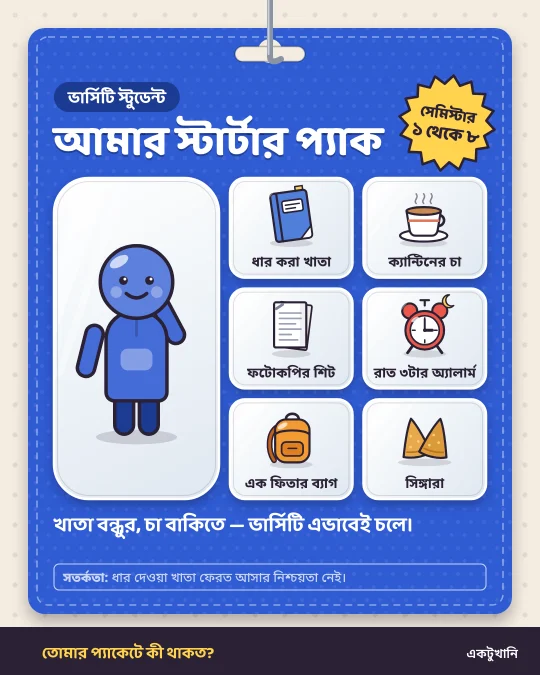 ভার্সিটি স্টুডেন্ট
আমার স্টার্টার প্যাক
সেমিস্টার
১ থেকে ৮
ধার করা খাতা
ক্যান্টিনের চা
ফটোকপির শিট
রাত ৩টার অ্যালার্ম
এক ফিতার ব্যাগ
সিঙ্গারা
খাতা বন্ধুর, চা বাকিতে — ভার্সিটি এভাবেই চলে।
সতর্কতা: ধার দেওয়া খাতা ফেরত আসার নিশ্চয়তা নেই।
তোমার প্যাকেটে কী থাকত?
একটুখানি